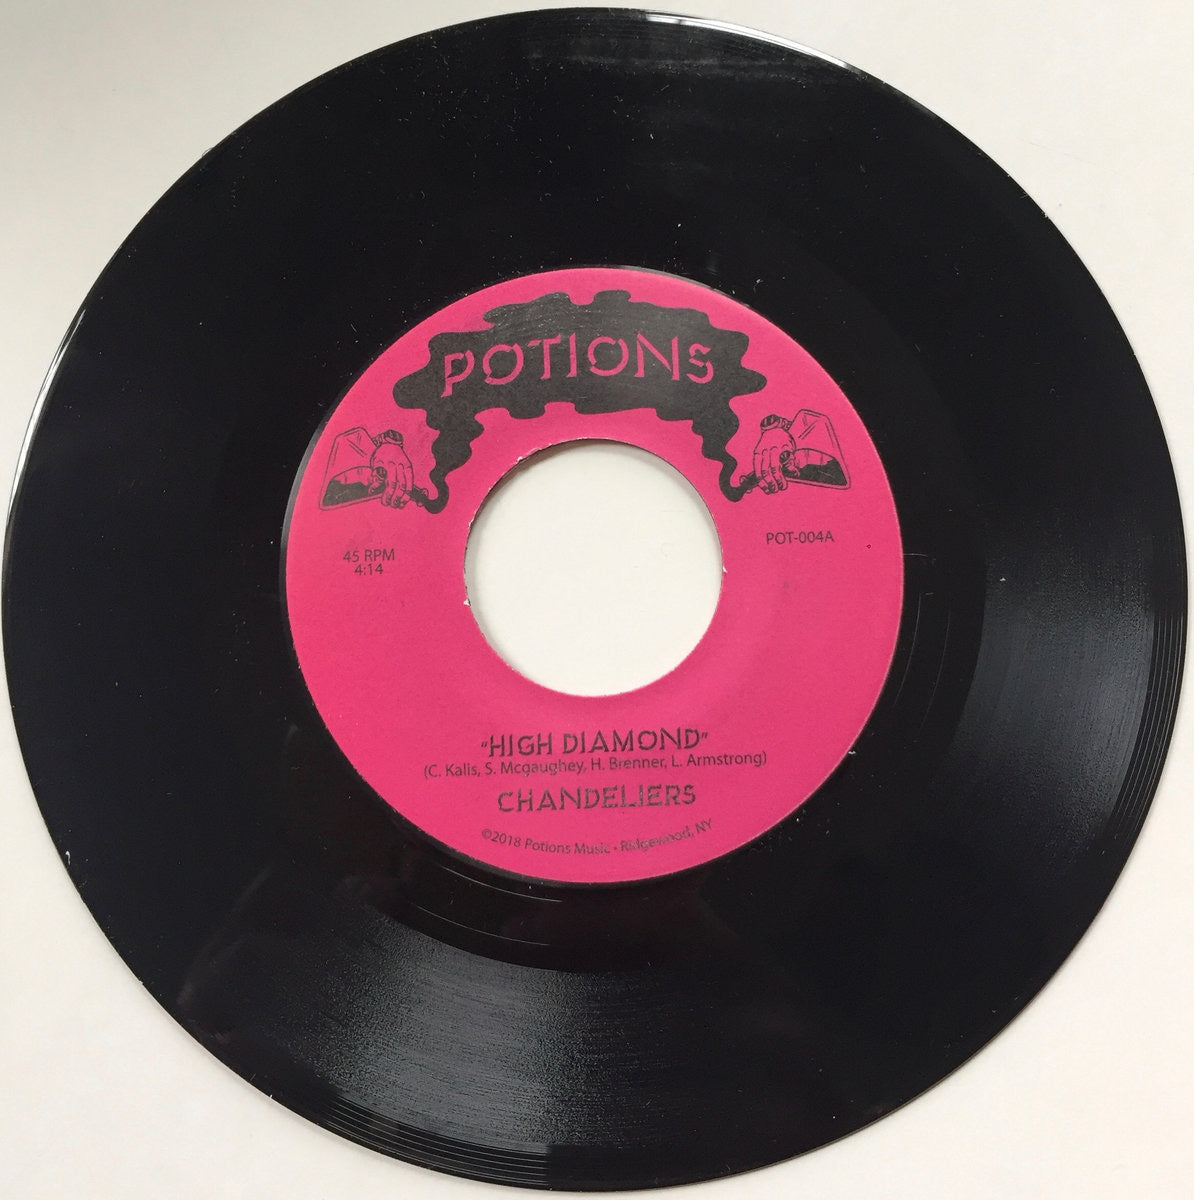 POTIONS
45 RPM
4:14
POT-004A
"HIGH DIAMOND"
(C. Kalis, S. Mcgaughey, H. Brenner, L. Armstrong)
CHANDELIERS
©2018 Potions Music • Ridgewood, NY